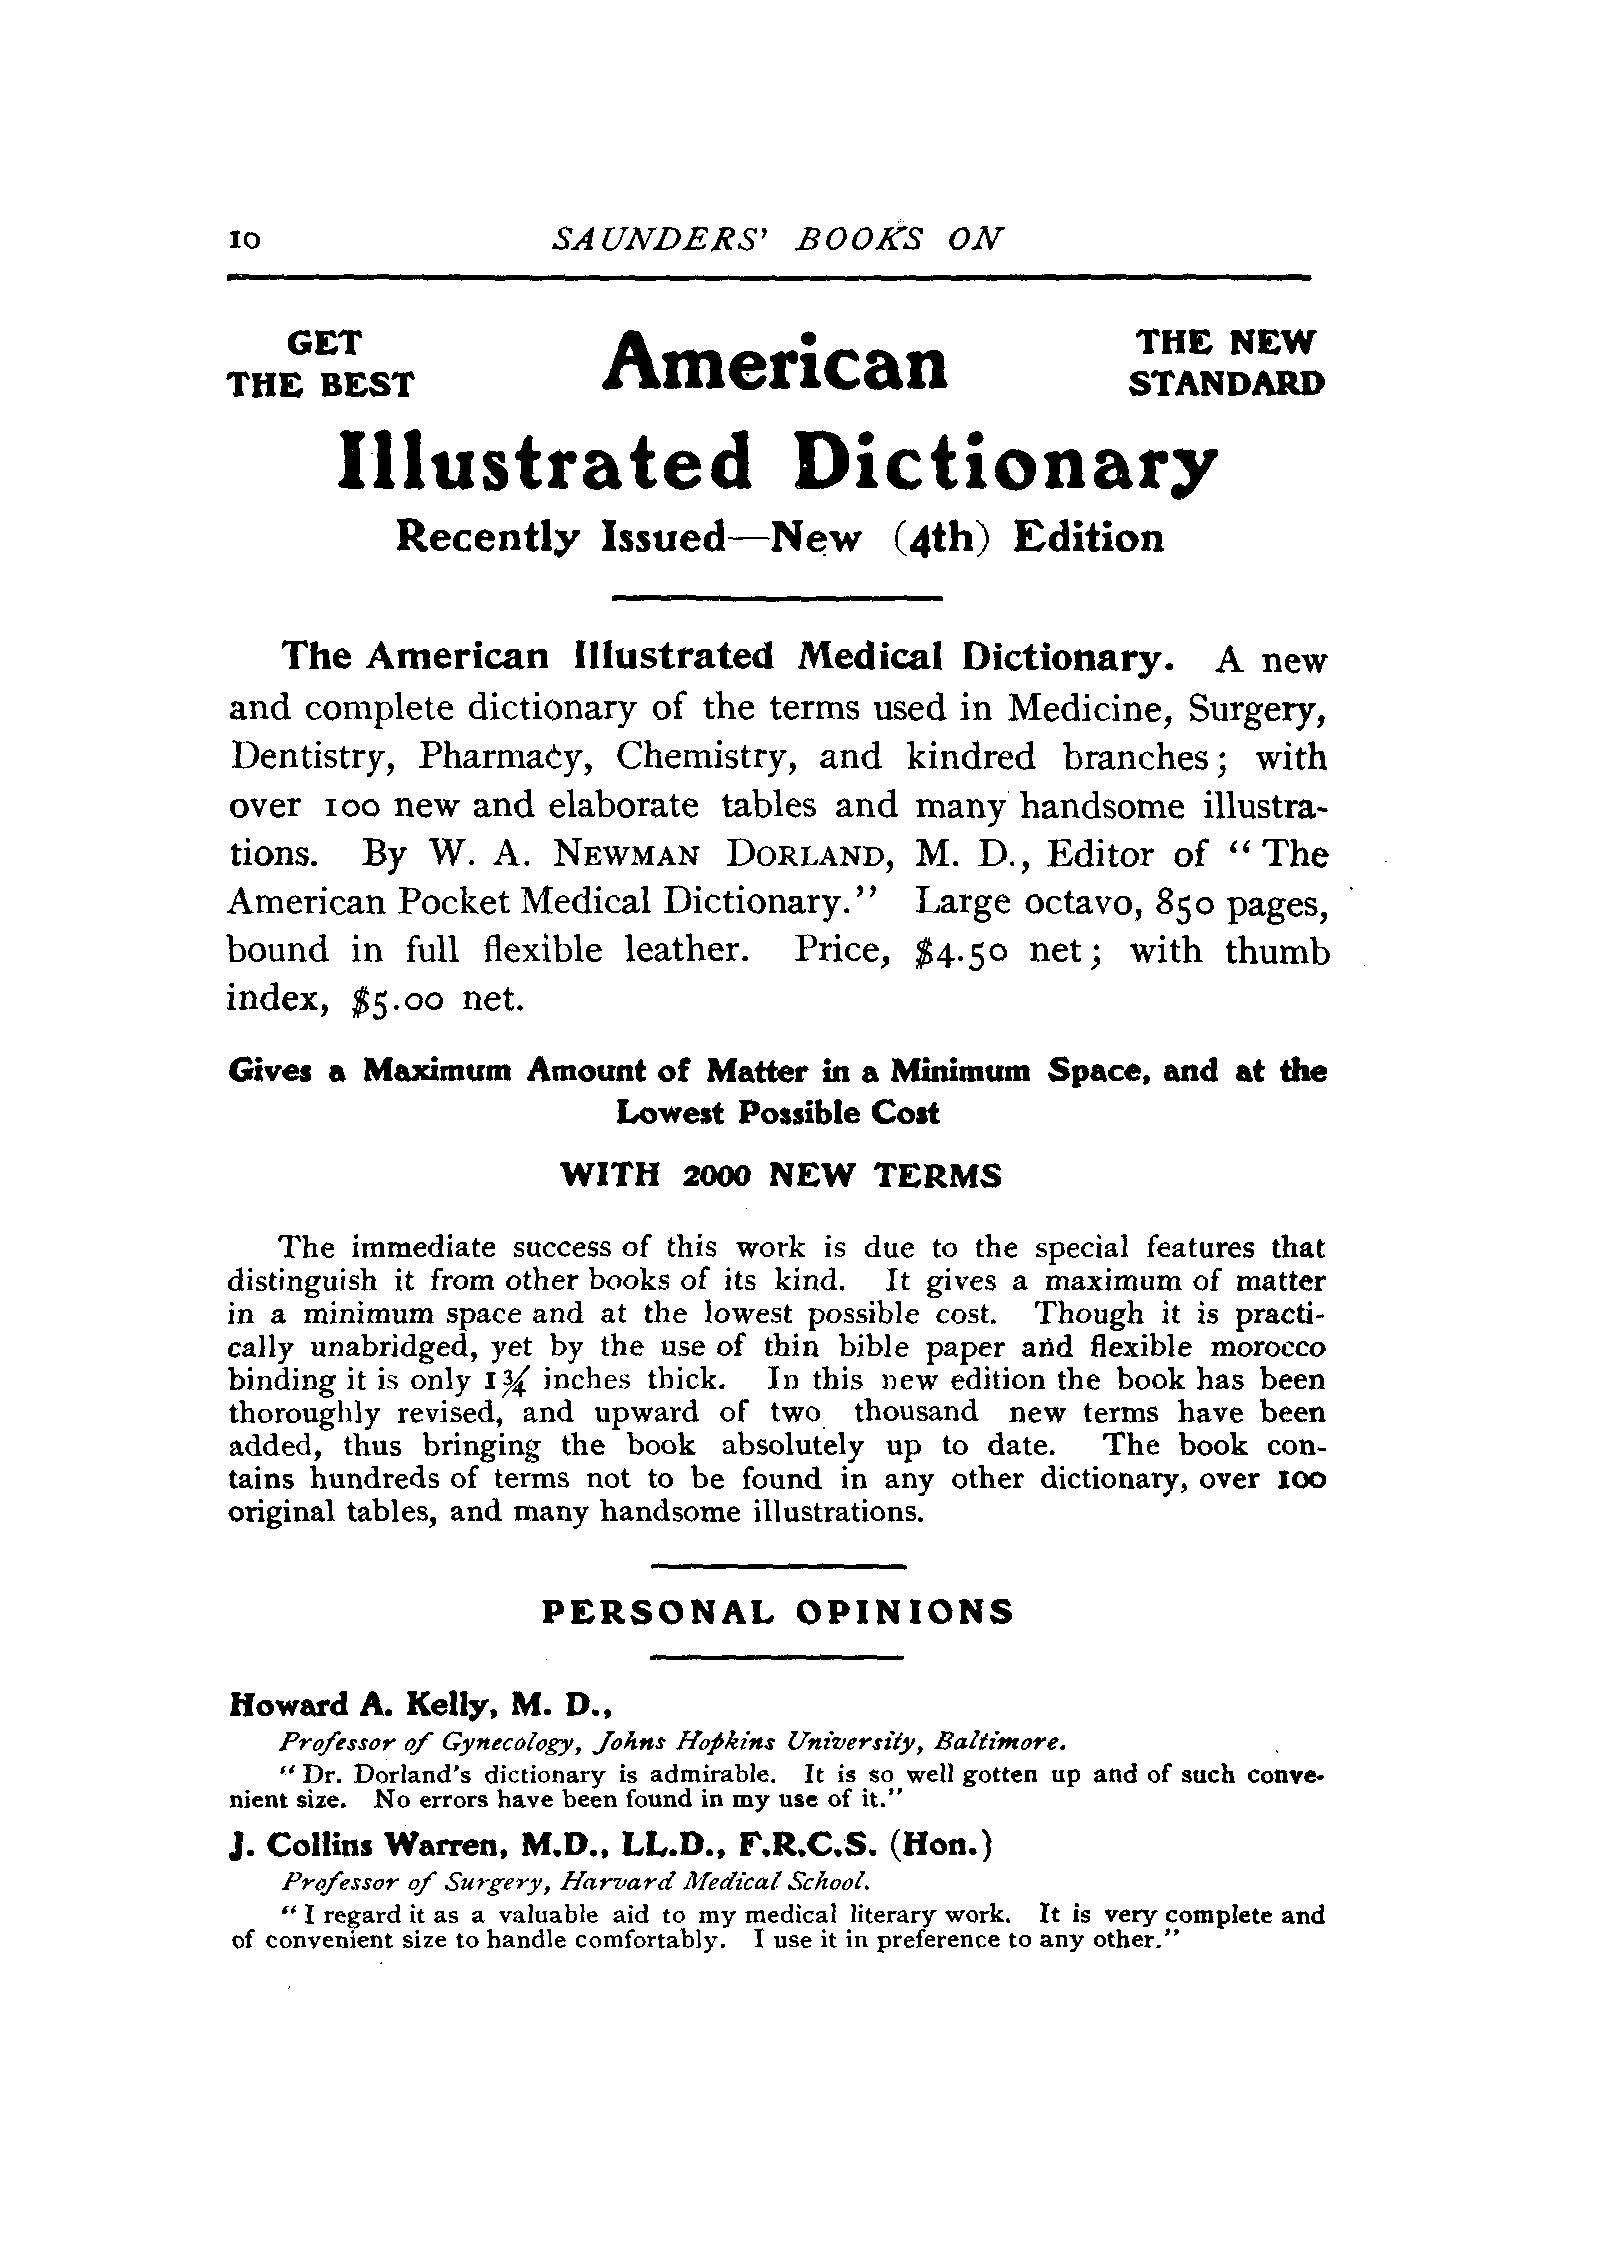 10 SAUNDERS' BOOKS ON
GET THE BEST
American
THE NEW STANDARD
Illustrated Dictionary
Recently Issued—New (4th) Edition
The American Illustrated Medical Dictionary. A new
and complete dictionary of the terms used in Medicine, Surgery,
Dentistry, Pharmacy, Chemistry, and kindred branches; with
over 100 new and elaborate tables and many handsome illustra-
tions. By W. A. NEWMAN DORLAND, M. D., Editor of "The
American Pocket Medical Dictionary." Large octavo, 850 pages,
bound in full flexible leather. Price, $4.50 net; with thumb
index, $5.00 net.
Gives a Maximum Amount of Matter in a Minimum Space, and at the
Lowest Possible Cost
WITH 2000 NEW TERMS
The immediate success of this work is due to the special features that
distinguish it from other books of its kind. It gives a maximum of matter
in a minimum space and at the lowest possible cost. Though it is practi-
cally unabridged, yet by the use of thin bible paper and flexible morocco
binding it is only 1¾ inches thick. In this new edition the book has been
thoroughly revised, and upward of two thousand new terms have been
added, thus bringing the book absolutely up to date. The book con-
tains hundreds of terms not to be found in any other dictionary, over 100
original tables, and many handsome illustrations.
PERSONAL OPINIONS
Howard A. Kelly, M. D.,
Professor of Gynecology, Johns Hopkins University, Baltimore.
"Dr. Dorland's dictionary is admirable. It is so well gotten up and of such conve-
nient size. No errors have been found in my use of it."
J. Collins Warren, M.D., LL.D., F.R.C.S. (Hon.)
Professor of Surgery, Harvard Medical School.
"I regard it as a valuable aid to my medical literary work. It is very complete and
of convenient size to handle comfortably. I use it in preference to any other."